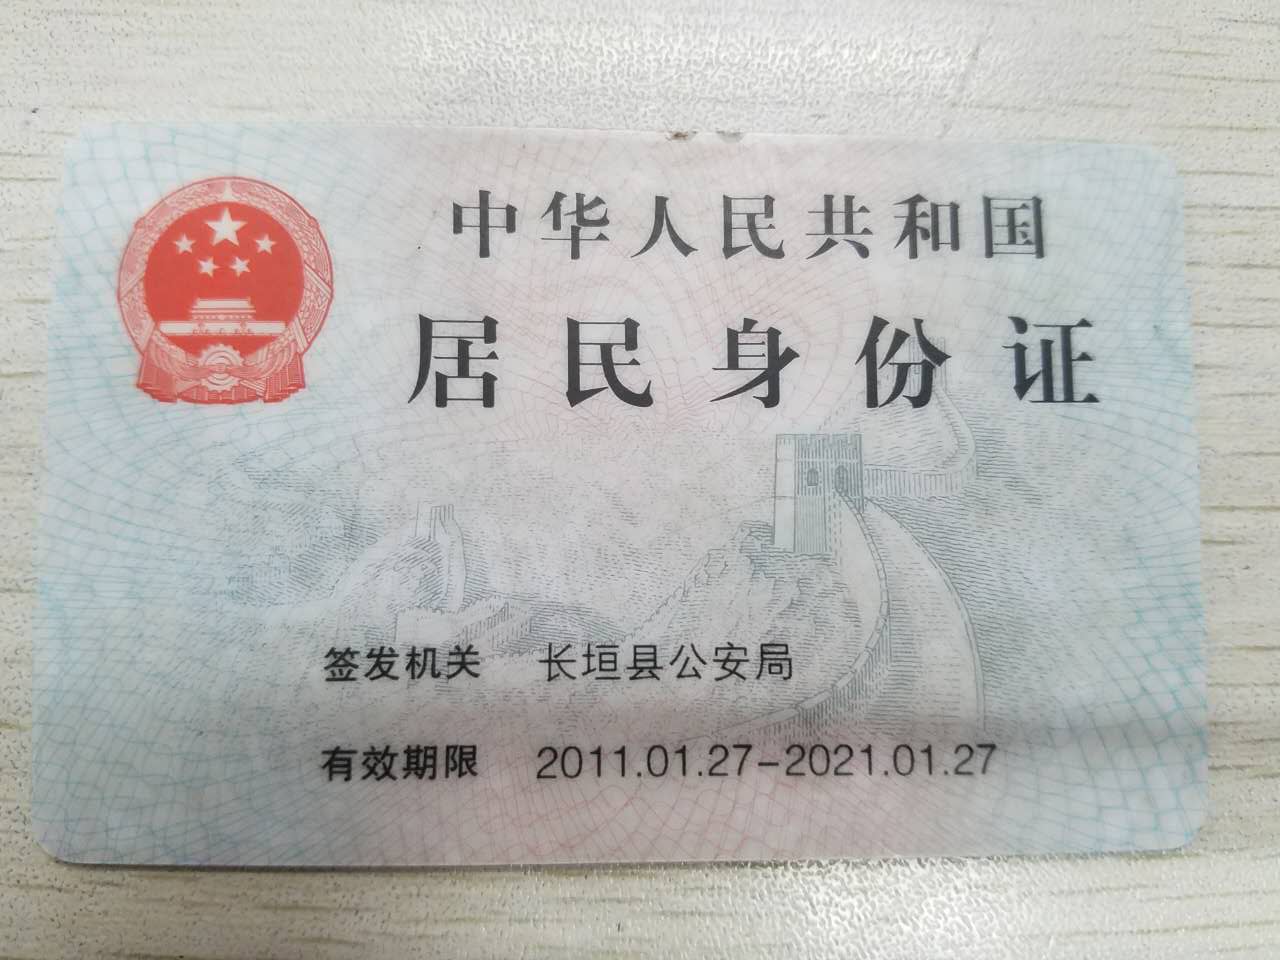 中华人民共和国
居民身份证
签发机关 长垣县公安局
有效期限 2011.01.27-2021.01.27